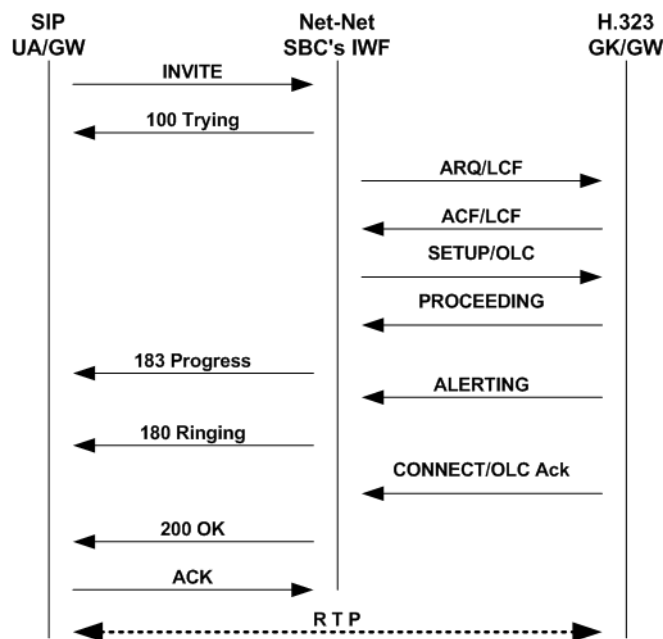 SIP
UA/GW
Net-Net
SBC's IWF
H.323
GK/GW
INVITE
100 Trying
ARQ/LCF
ACF/LCF
SETUP/OLC
PROCEEDING
183 Progress
ALERTING
180 Ringing
CONNECT/OLC Ack
200 OK
ACK
R T P